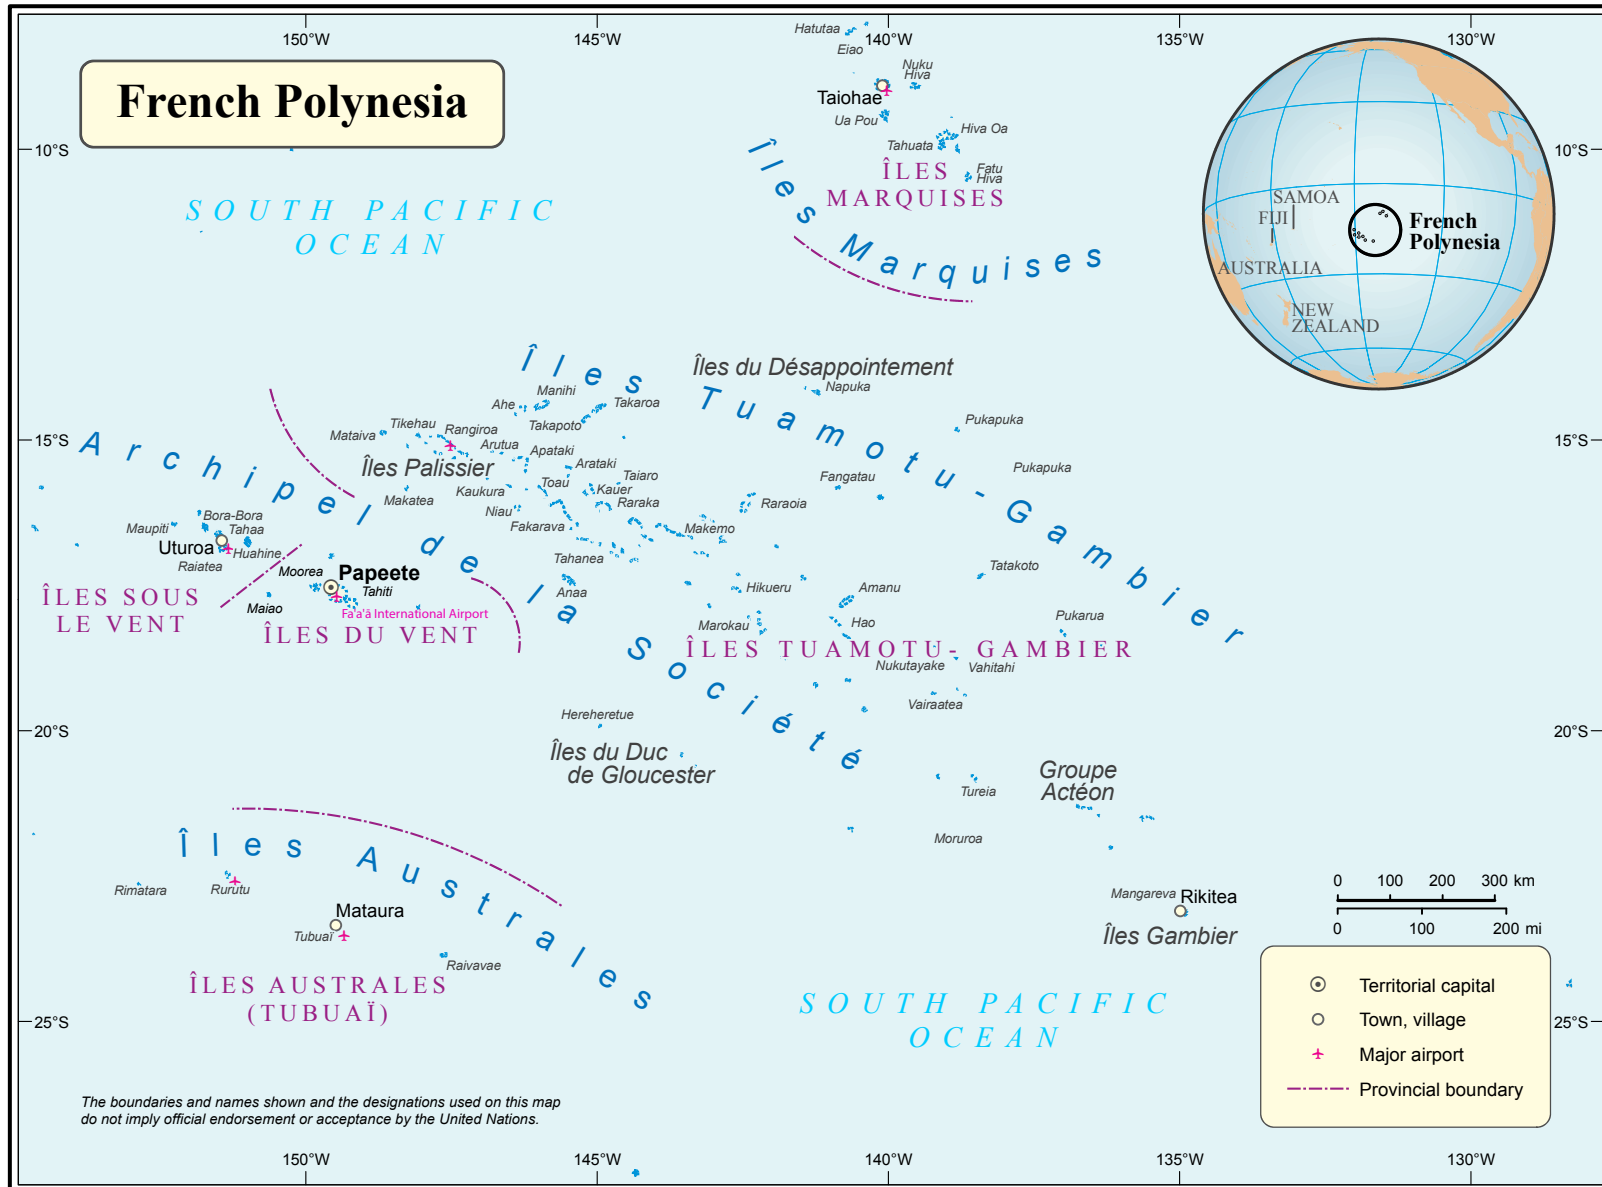 150°W
145°W
140°W
135°W
130°W
French Polynesia
Hatutaa
Eiao
Nuku
Hiva
Taiohae
Ua Pou
Hiva Oa
Tahuata
Fatu
Hiva
ÎLES
MARQUISES
Îles Marquises
10°S
10°S
SOUTH PACIFIC
OCEAN
SAMOA
FIJI
French
Polynesia
AUSTRALIA
NEW
ZEALAND
Îles Tuamotu-Gambier
Îles du Désappointement
Napuka
Pukapuka
Pukapuka
Manihi
Ahe
Takaroa
Takapoto
Tikehau
Rangiroa
Mataiva
Arutua
Apataki
Îles Palissier
Arataki
Taiaro
Kaukura
Toau
Kauer
Makatea
Niau
Raraka
Fakarava
Fangatau
Raraoia
Makemo
Tahanea
Anaa
Hikueru
Amanu
Tatakoto
Marokau
Hao
Pukarua
ÎLES TUAMOTU- GAMBIER
Nukutayake
Vahitahi
Vairaatea
15°S
15°S
Archipel de la Société
Bora-Bora
Maupiti
Tahaa
Uturoa
Huahine
Raiatea
Moorea
Papeete
Tahiti
Maiao
Fa'a'ā International Airport
ÎLES SOUS
LE VENT
ÎLES DU VENT
20°S
20°S
Hereheretue
Îles du Duc
de Gloucester
Groupe
Actéon
Tureia
Moruroa
Îles Australes
Rimatara
Rurutu
Mataura
Tubuaï
Raivavae
ÎLES AUSTRALES
(TUBUAÏ)
Mangareva
Rikitea
Îles Gambier
SOUTH PACIFIC
OCEAN
25°S
25°S
0 100 200 300 km
0 100 200 mi
Territorial capital
Town, village
Major airport
Provincial boundary
The boundaries and names shown and the designations used on this map
do not imply official endorsement or acceptance by the United Nations.
150°W
145°W
140°W
135°W
130°W